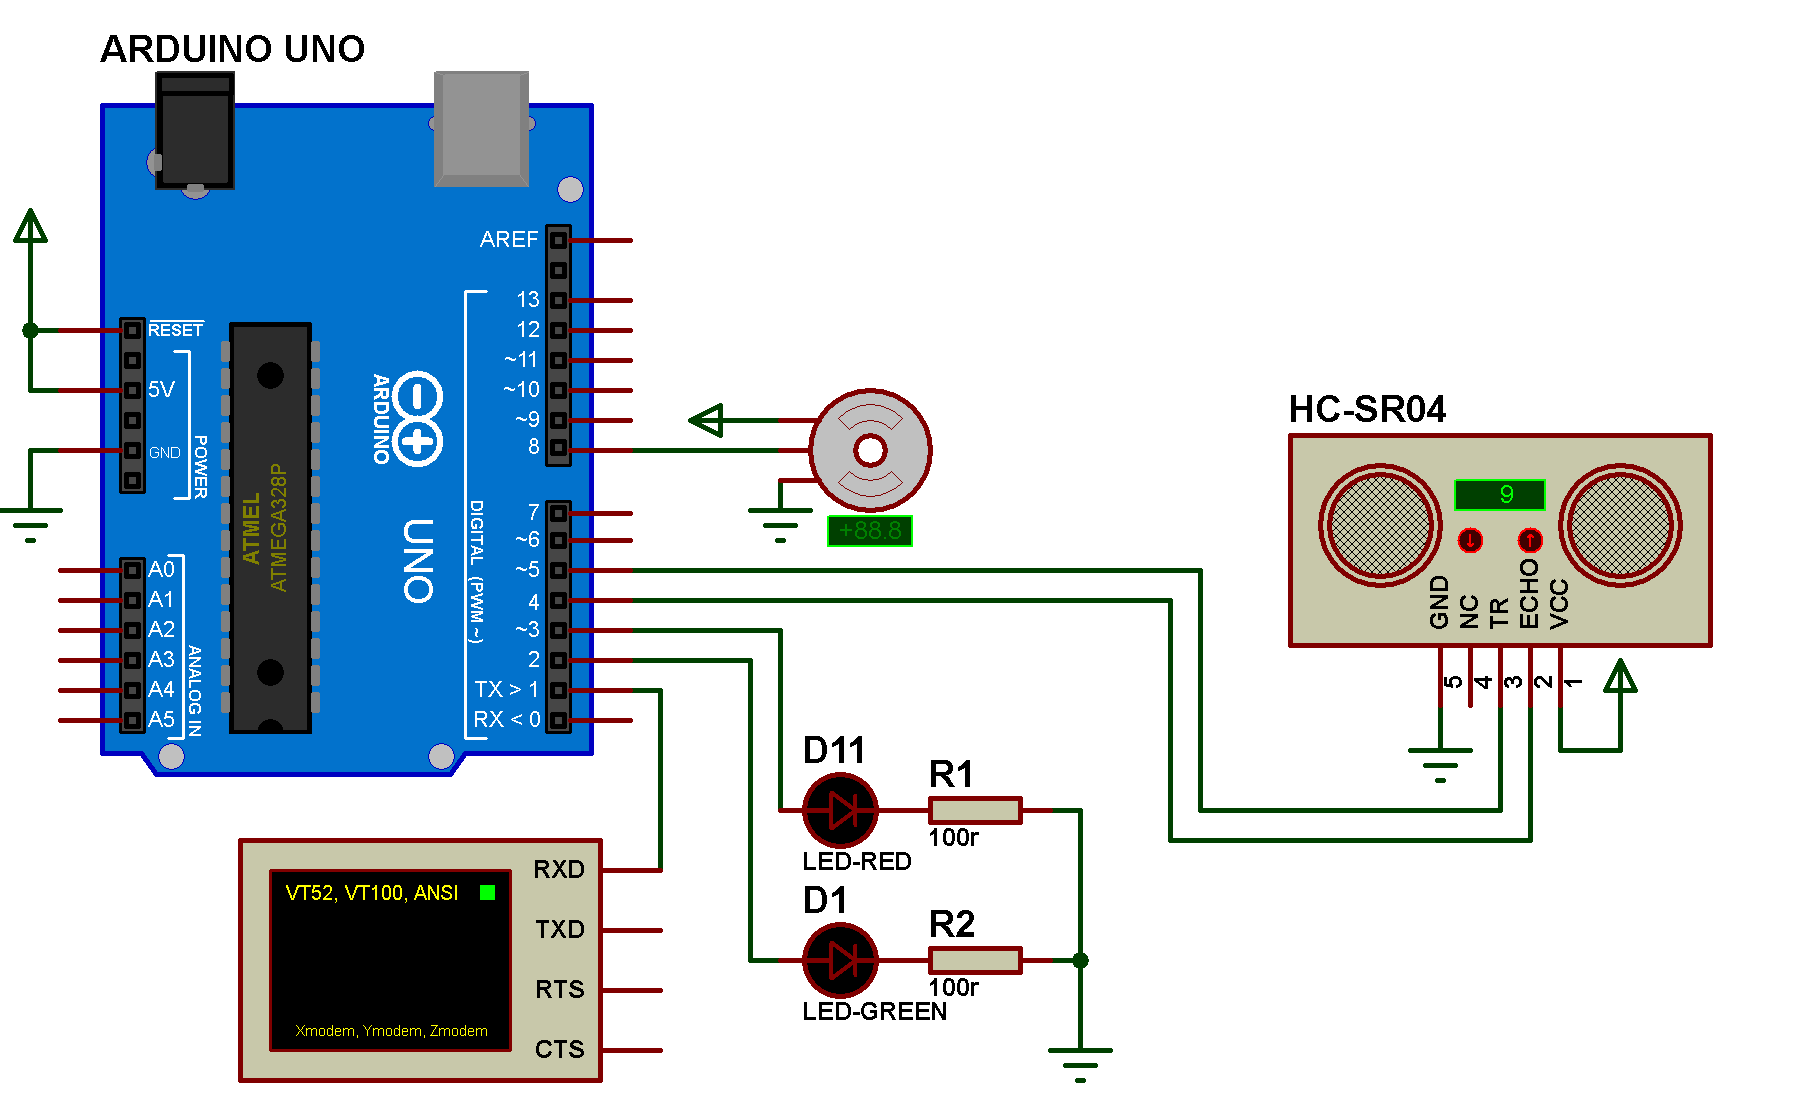 ARDUINO UNO
AREF
13
12
~11
~10
~9
8
RESET
5V
GND
POWER
ATMEL
ATMEGA328P
ARDUINO
UNO
DIGITAL (PWM ~)
7
~6
~5
4
~3
2
TX > 1
RX < 0
A0
A1
A2
A3
A4
A5
ANALOG IN
+88.8
HC-SR04
9
GND
NC
TR
ECHO
VCC
5
4
3
2
1
D11
LED-RED
R1
100r
D1
LED-GREEN
R2
100r
VT52, VT100, ANSI
Xmodem, Ymodem, Zmodem
RXD
TXD
RTS
CTS